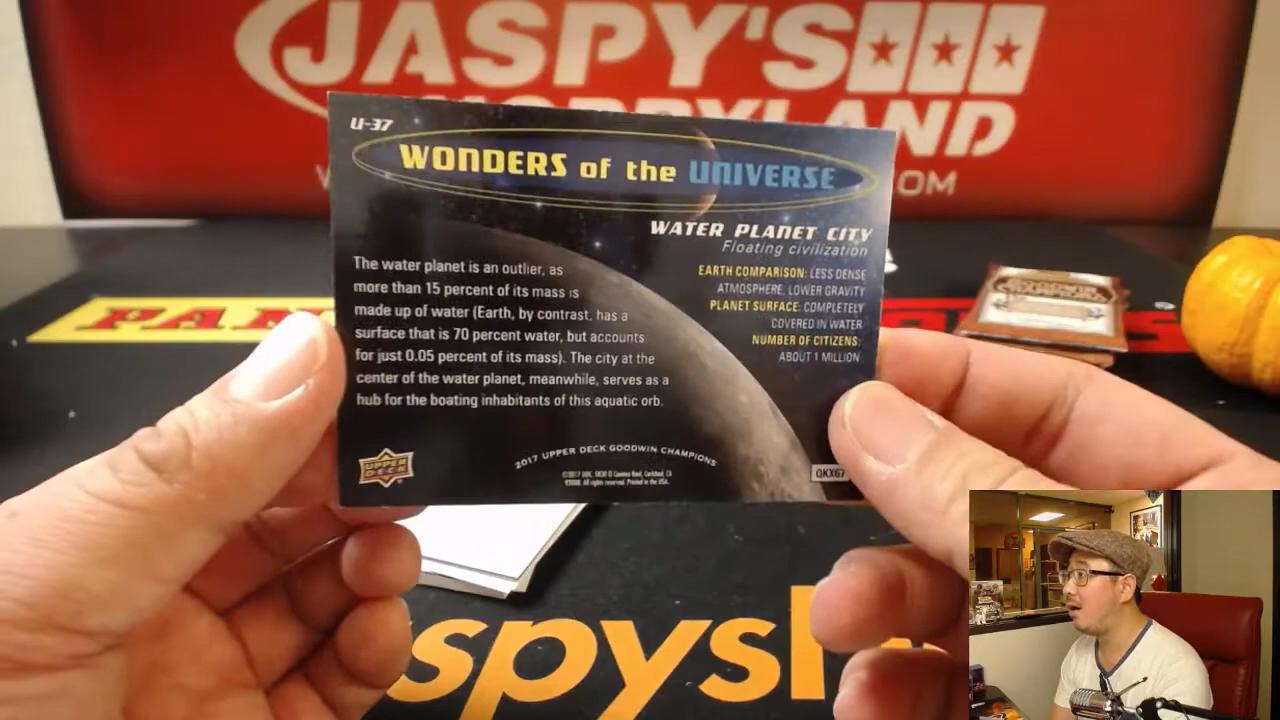 JASPY'S
HOBBYLAND
W
.COM
U-37
WONDERS of the UNIVERSE
WATER PLANET CITY
Floating civilization
The water planet is an outlier, as
more than 15 percent of its mass is
made up of water (Earth, by contrast, has a
surface that is 70 percent water, but accounts
for just 0.05 percent of its mass). The city at the
center of the water planet, meanwhile, serves as a
hub for the boating inhabitants of this aquatic orb.
EARTH COMPARISON: LESS DENSE
ATMOSPHERE, LOWER GRAVITY
PLANET SURFACE: COMPLETELY
COVERED IN WATER
NUMBER OF CITIZENS:
ABOUT 1 MILLION
2017 UPPER DECK GOODWIN CHAMPIONS
UPPER
DECK
QKX67
PAN
GOODWIN
CHAMPIONS
spysh